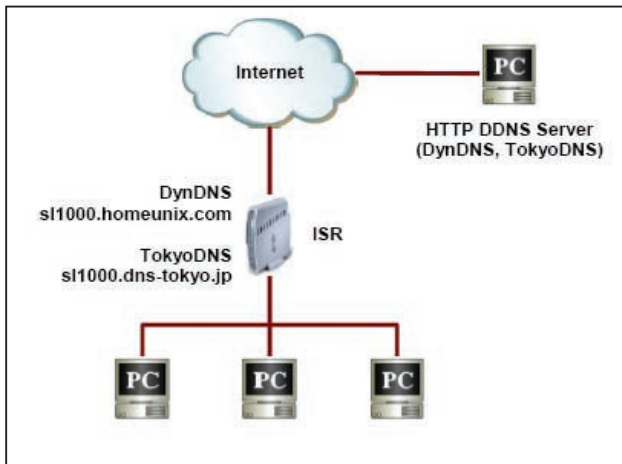 Internet
PC
HTTP DDNS Server
(DynDNS, TokyoDNS)
DynDNS
sl1000.homeunix.com
ISR
TokyoDNS
sl1000.dns-tokyo.jp
PC
PC
PC